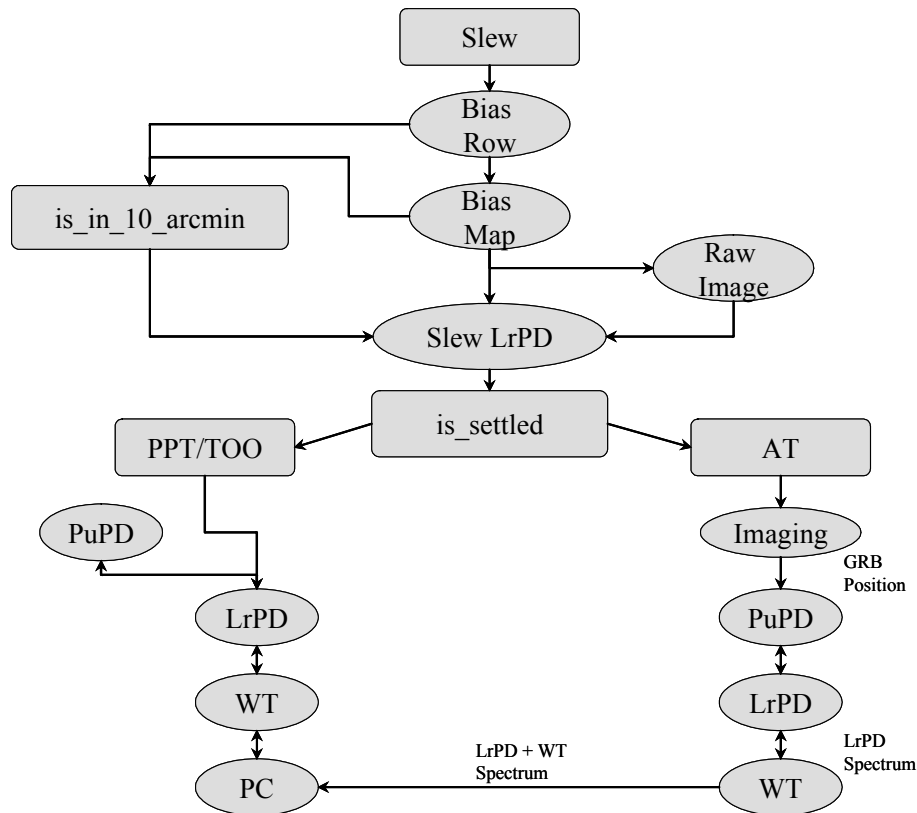 Slew
Bias
Row
is_in_10_arcmin
Bias
Map
Raw
Image
Slew LrPD
is_settled
PPT/TOO
AT
PuPD
Imaging
GRB
Position
LrPD
PuPD
WT
LrPD
LrPD + WT
Spectrum
LrPD
Spectrum
PC
WT